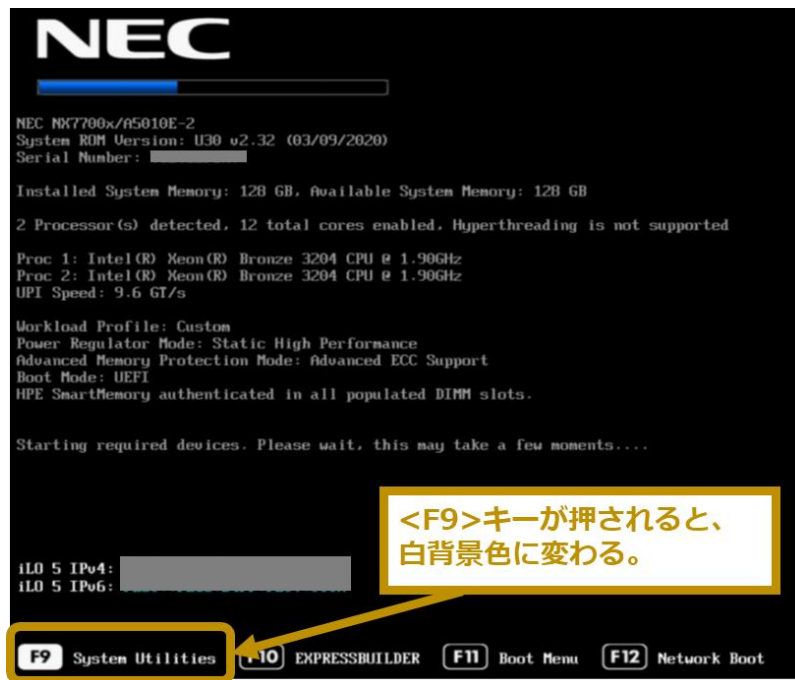 NEC
NEC NX7700x/A5010E-2
System ROM Version: U30 v2.32 (03/09/2020)
Serial Number:
Installed System Memory: 128 GB, Available System Memory: 128 GB
2 Processor(s) detected, 12 total cores enabled, Hyperthreading is not supported
Proc 1: Intel(R) Xeon(R) Bronze 3204 CPU @ 1.90GHz
Proc 2: Intel(R) Xeon(R) Bronze 3204 CPU @ 1.90GHz
UPI Speed: 9.6 GT/s
Workload Profile: Custom
Power Regulator Mode: Static High Performance
Advanced Memory Protection Mode: Advanced ECC Support
Boot Mode: UEFI
HPE SmartMemory authenticated in all populated DIMM slots.
Starting required devices. Please wait, this may take a few moments....
<F9>キーが押されると、
白背景色に変わる。
iLO 5 IPv4:
iLO 5 IPv6:
F9 System Utilities F10 EXPRESSBUILDER F11 Boot Menu F12 Network Boot